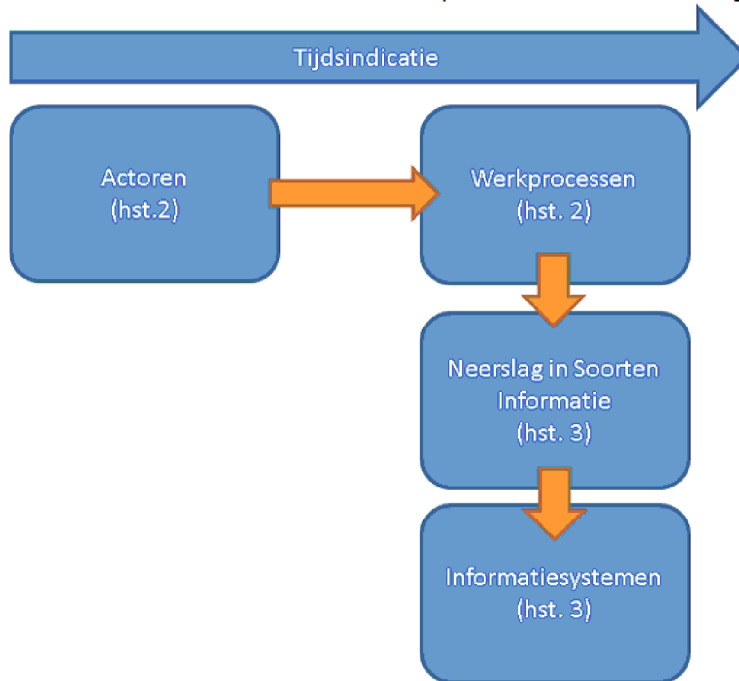 Tijdsindicatie
Actoren
(hst.2)
Werkprocessen
(hst. 2)
Neerslag in Soorten
Informatie
(hst. 3)
Informatiesystemen
(hst. 3)